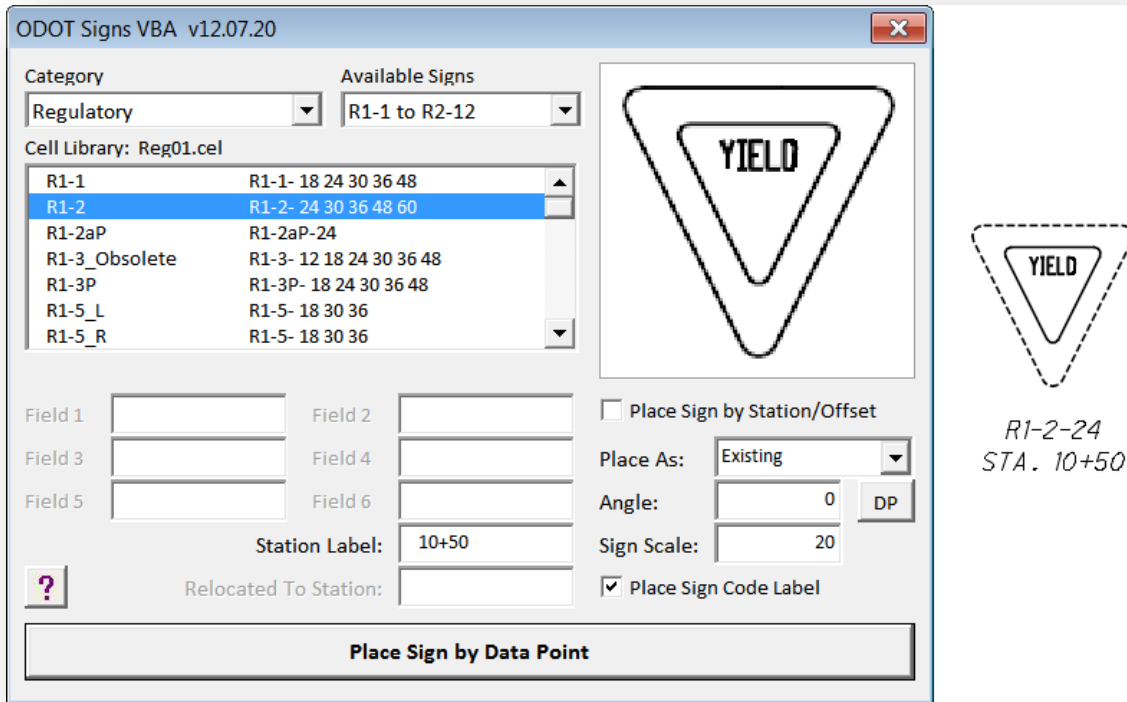 ODOT Signs VBA  v12.07.20
Category
Available Signs
Regulatory
R1-1 to R2-12
Cell Library:  Reg01.cel
R1-1 R1-1- 18 24 30 36 48
R1-2 R1-2- 24 30 36 48 60
R1-2aP R1-2aP-24
R1-3_Obsolete R1-3- 12 18 24 30 36 48
R1-3P R1-3P- 18 24 30 36 48
R1-5_L R1-5- 18 30 36
R1-5_R R1-5- 18 30 36
YIELD
YIELD
R1-2-24
STA. 10+50
Field 1
Field 2
Field 3
Field 4
Field 5
Field 6
Station Label: 10+50
?
Relocated To Station:
Place Sign by Station/Offset
Place As: Existing
Angle: 0 DP
Sign Scale: 20
Place Sign Code Label
Place Sign by Data Point